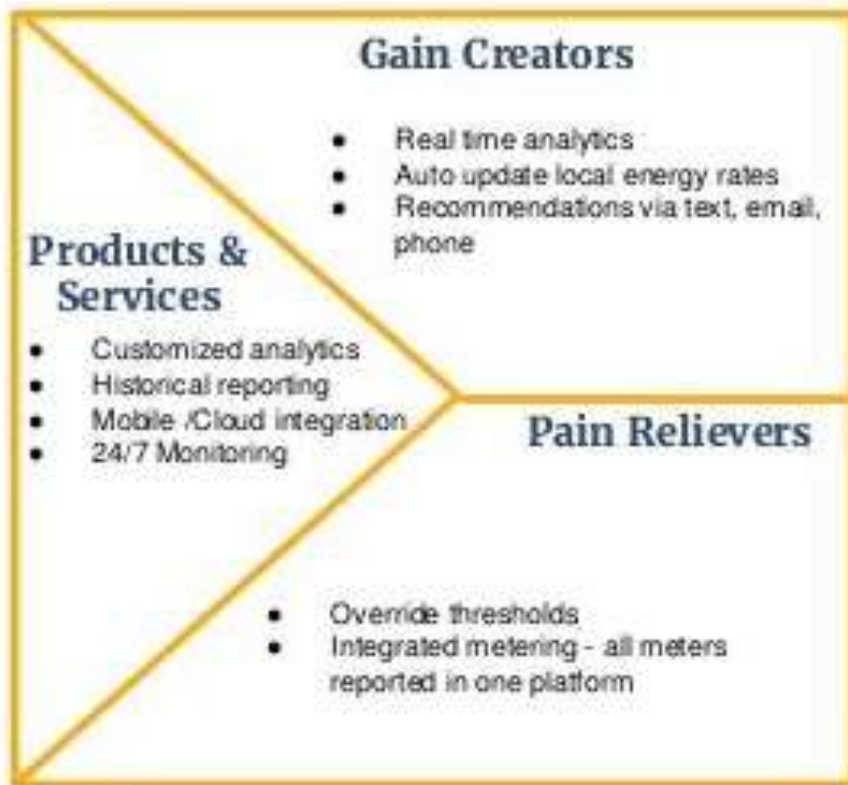 Gain Creators
● Real time analytics
● Auto update local energy rates
● Recommendations via text, email,
phone
Products &
Services
● Customized analytics
● Historical reporting
● Mobile /Cloud integration
● 24/7 Monitoring
Pain Relievers
● Override thresholds
● Integrated metering - all meters
reported in one platform